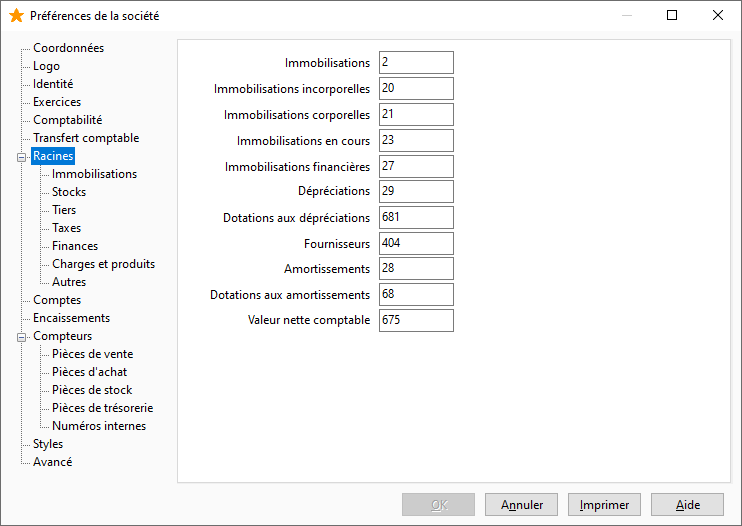 Préférences de la société
Coordonnées
Logo
Identité
Exercices
Comptabilité
Transfert comptable
Racines
Immobilisations
Stocks
Tiers
Taxes
Finances
Charges et produits
Autres
Comptes
Encaissements
Compteurs
Pièces de vente
Pièces d'achat
Pièces de stock
Pièces de trésorerie
Numéros internes
Styles
Avancé
Immobilisations 2
Immobilisations incorporelles 20
Immobilisations corporelles 21
Immobilisations en cours 23
Immobilisations financières 27
Dépréciations 29
Dotations aux dépréciations 681
Fournisseurs 404
Amortissements 28
Dotations aux amortissements 68
Valeur nette comptable 675
OK Annuler Imprimer Aide